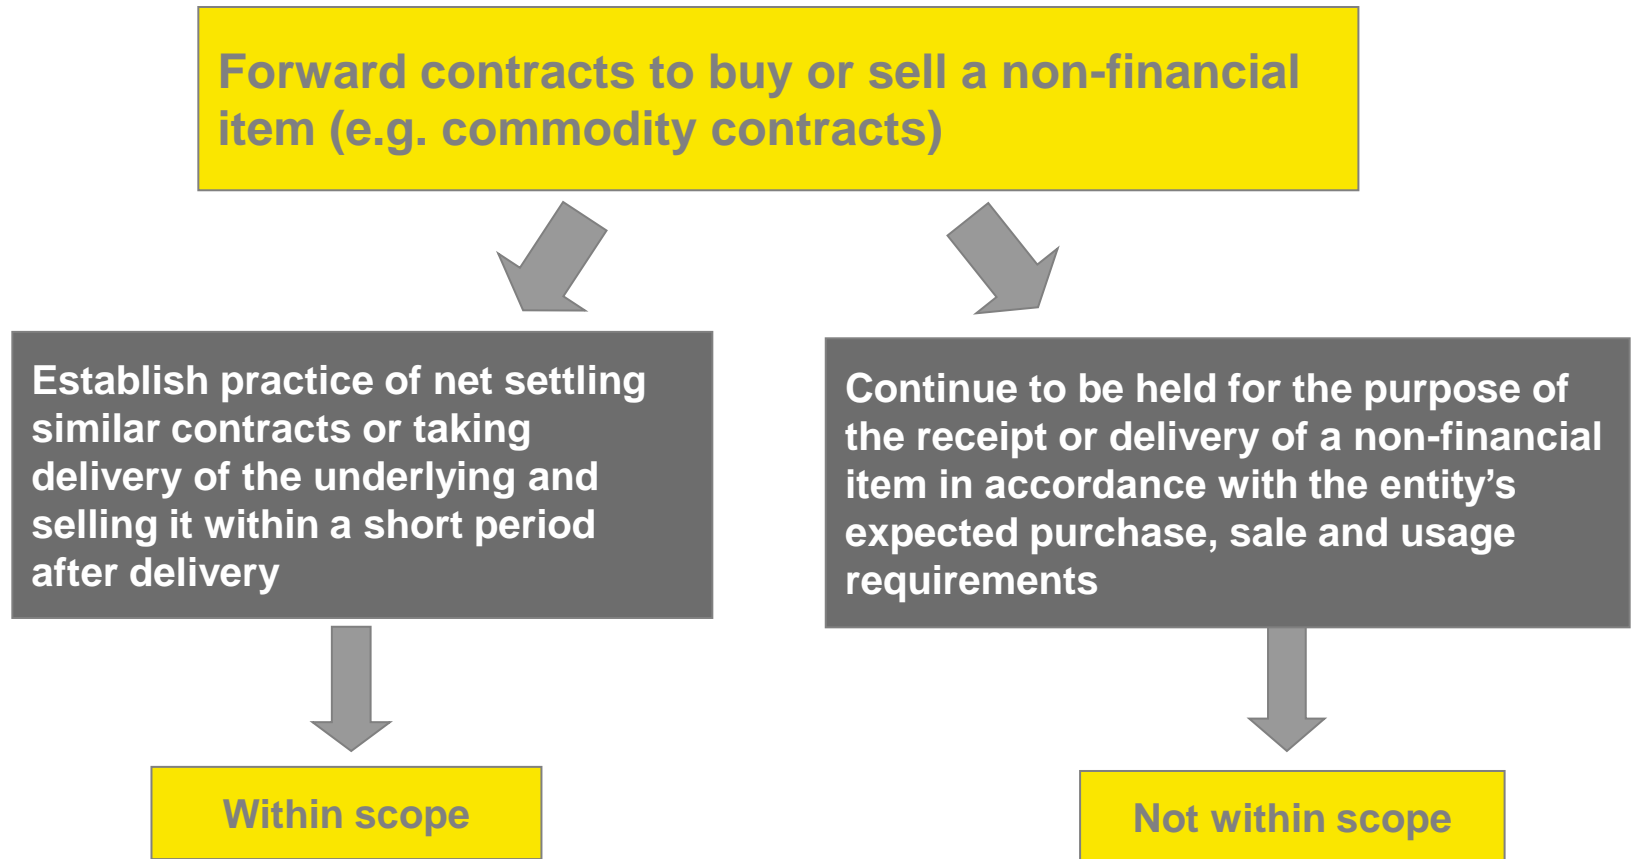 Forward contracts to buy or sell a non-financial
item (e.g. commodity contracts)
Establish practice of net settling
similar contracts or taking
delivery of the underlying and
selling it within a short period
after delivery
Continue to be held for the purpose of
the receipt or delivery of a non-financial
item in accordance with the entity’s
expected purchase, sale and usage
requirements
Within scope
Not within scope